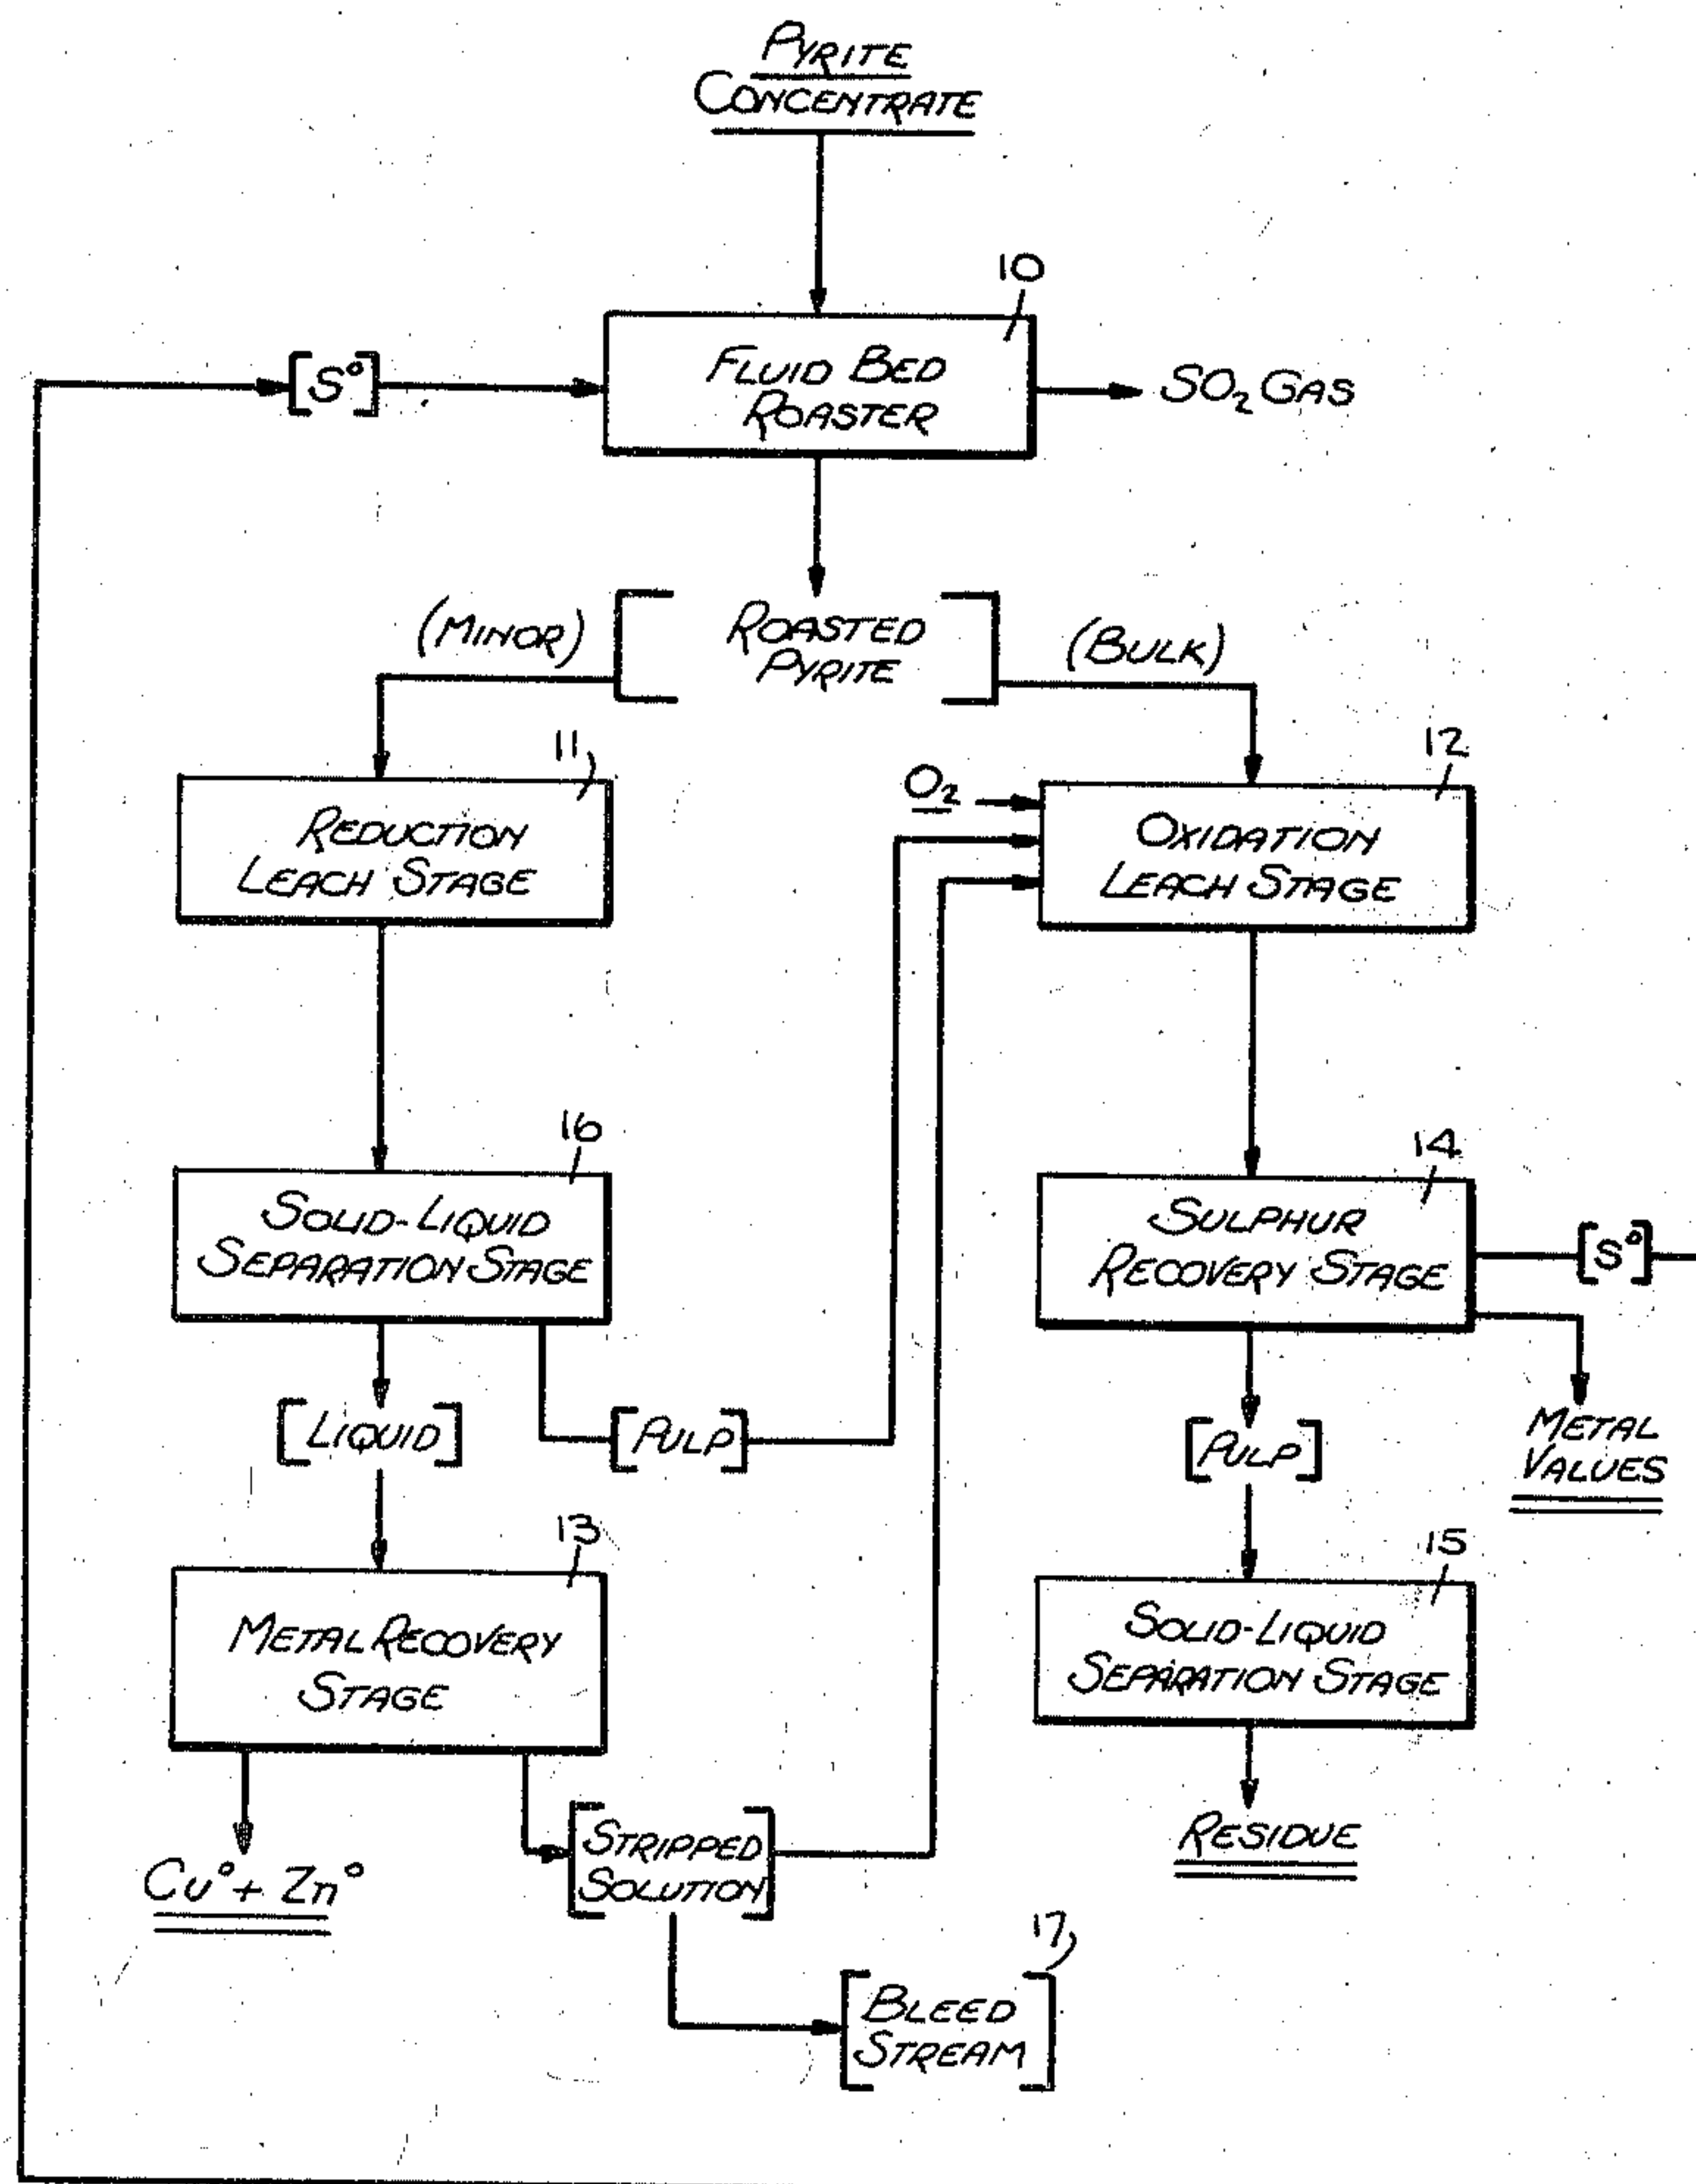 PYRITE
CONCENTRATE
10
[S°]
FLUID BED
ROASTER
SO₂ GAS
(MINOR)
ROASTED
PYRITE
(BULK)
11
12
O₂
REDUCTION
LEACH STAGE
OXIDATION
LEACH STAGE
16
14
SOLID-LIQUID
SEPARATION STAGE
SULPHUR
RECOVERY STAGE
[S°]
[LIQUID]
[PULP]
[PULP]
METAL
VALUES
13
15
METAL RECOVERY
STAGE
SOLID-LIQUID
SEPARATION STAGE
STRIPPED
SOLUTION
RESIDUE
Cu° + Zn°
17
BLEED
STREAM